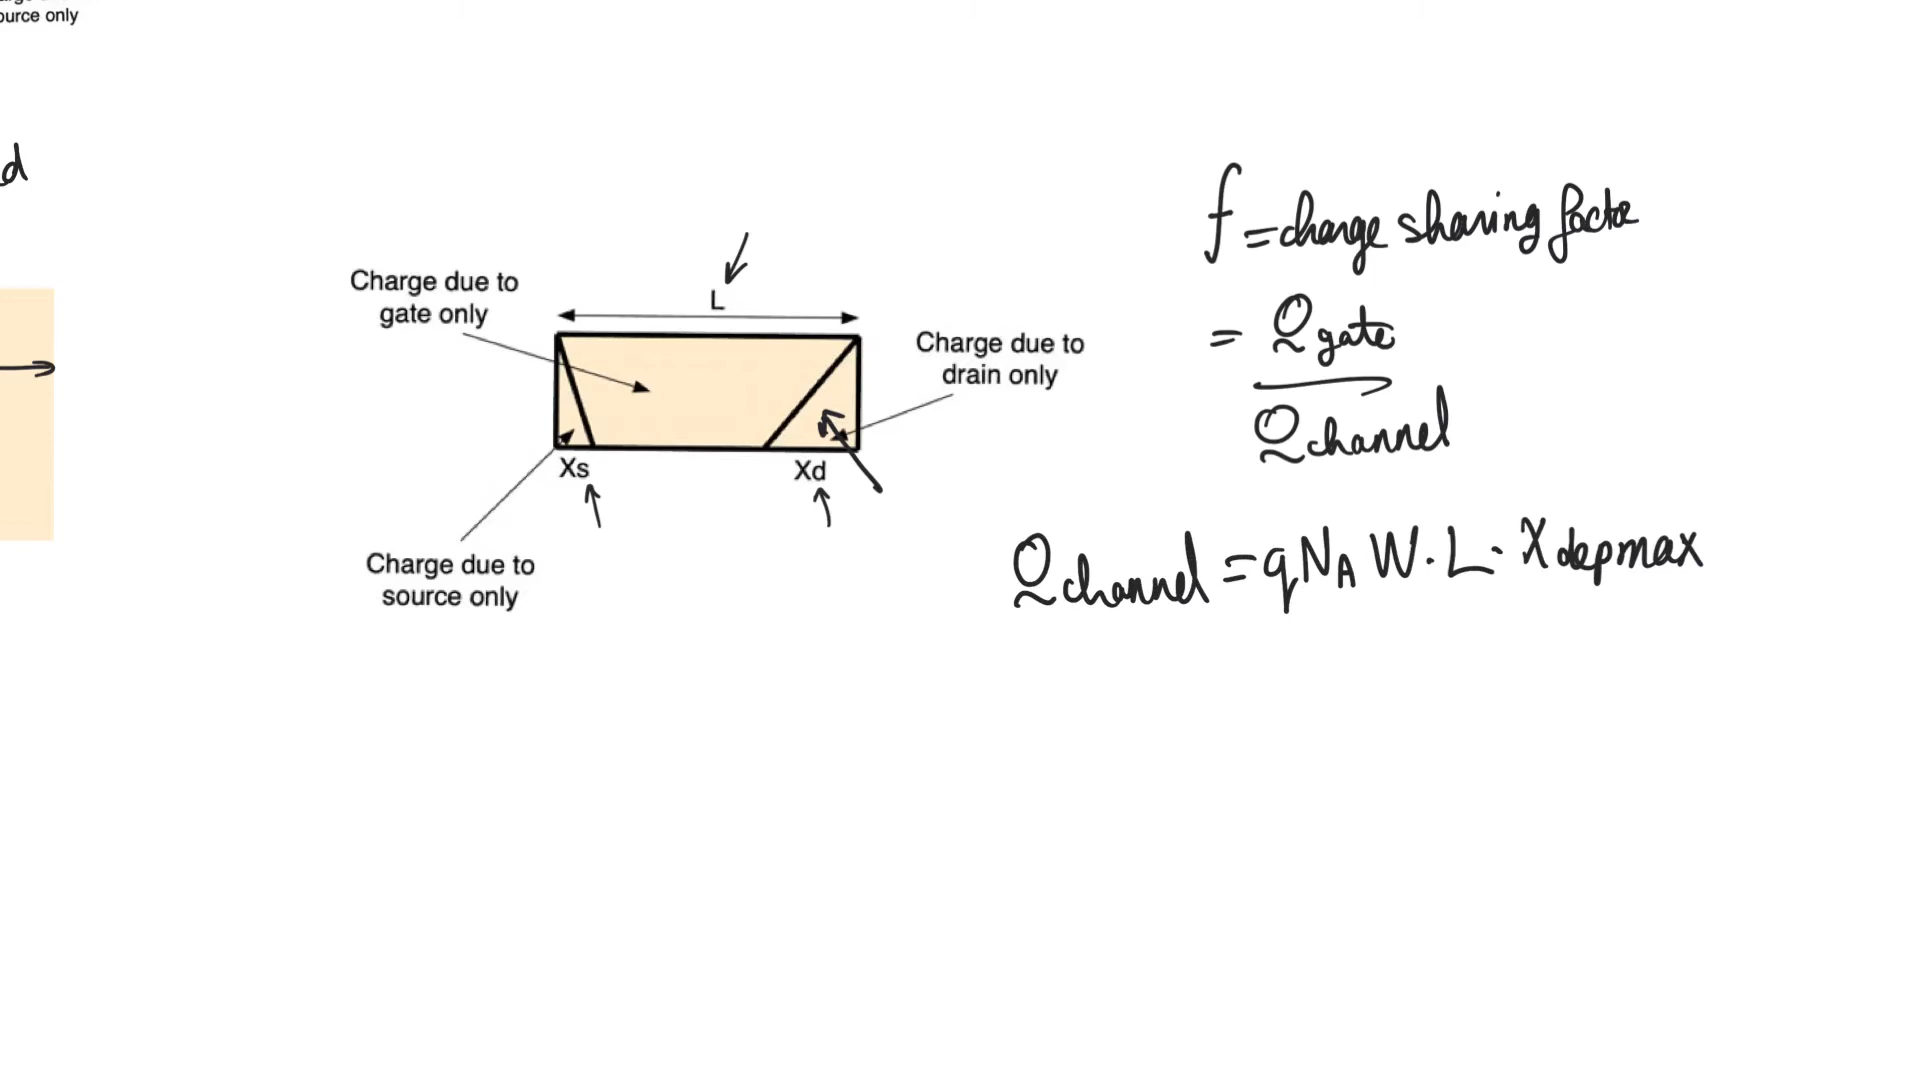 ource only
d
Charge due to
gate only
L
Charge due to
drain only
Xs
Xd
Charge due to
source only
f = charge sharing factor
= Qgate
Qchannel
Qchannel = qNA W. L. Xdepmax